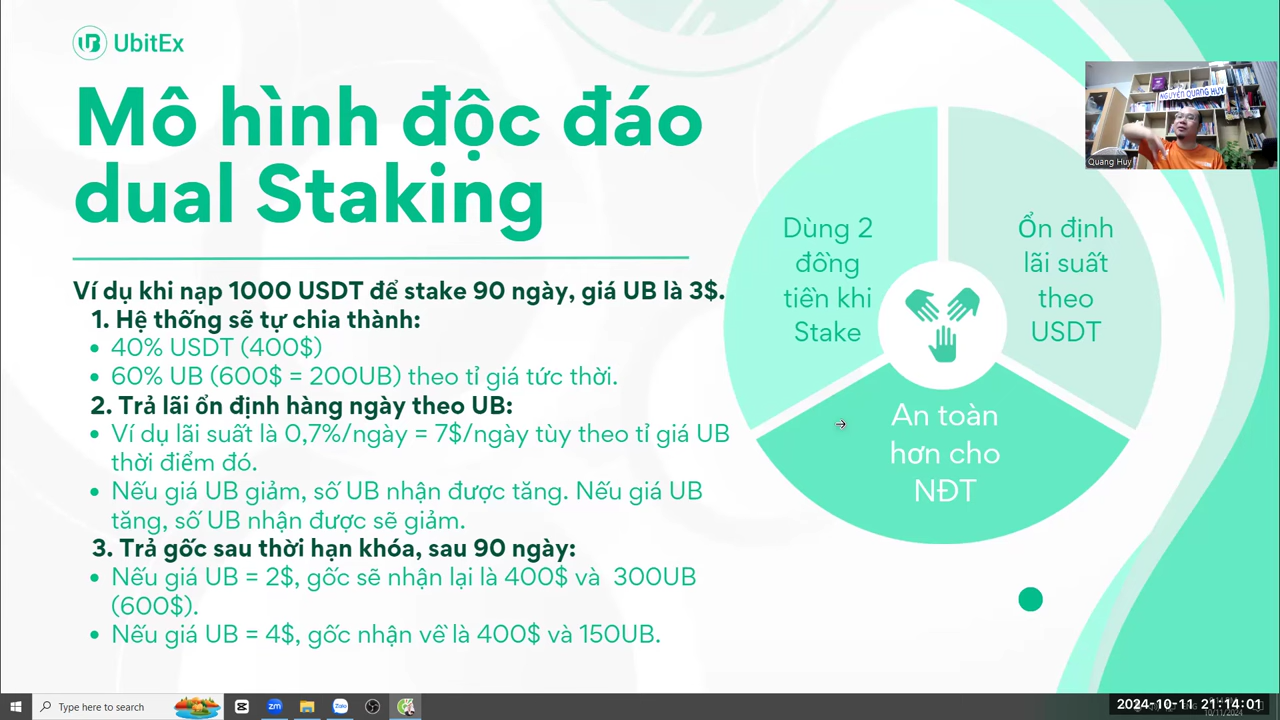 UbitEx
Mô hình độc đáo
dual Staking
Ví dụ khi nạp 1000 USDT để stake 90 ngày, giá UB là 3$.
1. Hệ thống sẽ tự chia thành:
• 40% USDT (400$)
• 60% UB (600$ = 200UB) theo tỉ giá tức thời.
2. Trả lãi ổn định hàng ngày theo UB:
• Ví dụ lãi suất là 0,7%/ngày = 7$/ngày tùy theo tỉ giá UB
thời điểm đó.
• Nếu giá UB giảm, số UB nhận được tăng. Nếu giá UB
tăng, số UB nhận được sẽ giảm.
3. Trả gốc sau thời hạn khóa, sau 90 ngày:
• Nếu giá UB = 2$, gốc sẽ nhận lại là 400$ và 300UB
(600$).
• Nếu giá UB = 4$, gốc nhận về là 400$ và 150UB.
Dùng 2
đồng
tiền khi
Stake
Ổn định
lãi suất
theo
USDT
An toàn
hơn cho
NĐT
NGUYỄN QUANG HUY
Quang Huy
Type here to search
zm
Zalo
2024-10-11 21:14:01